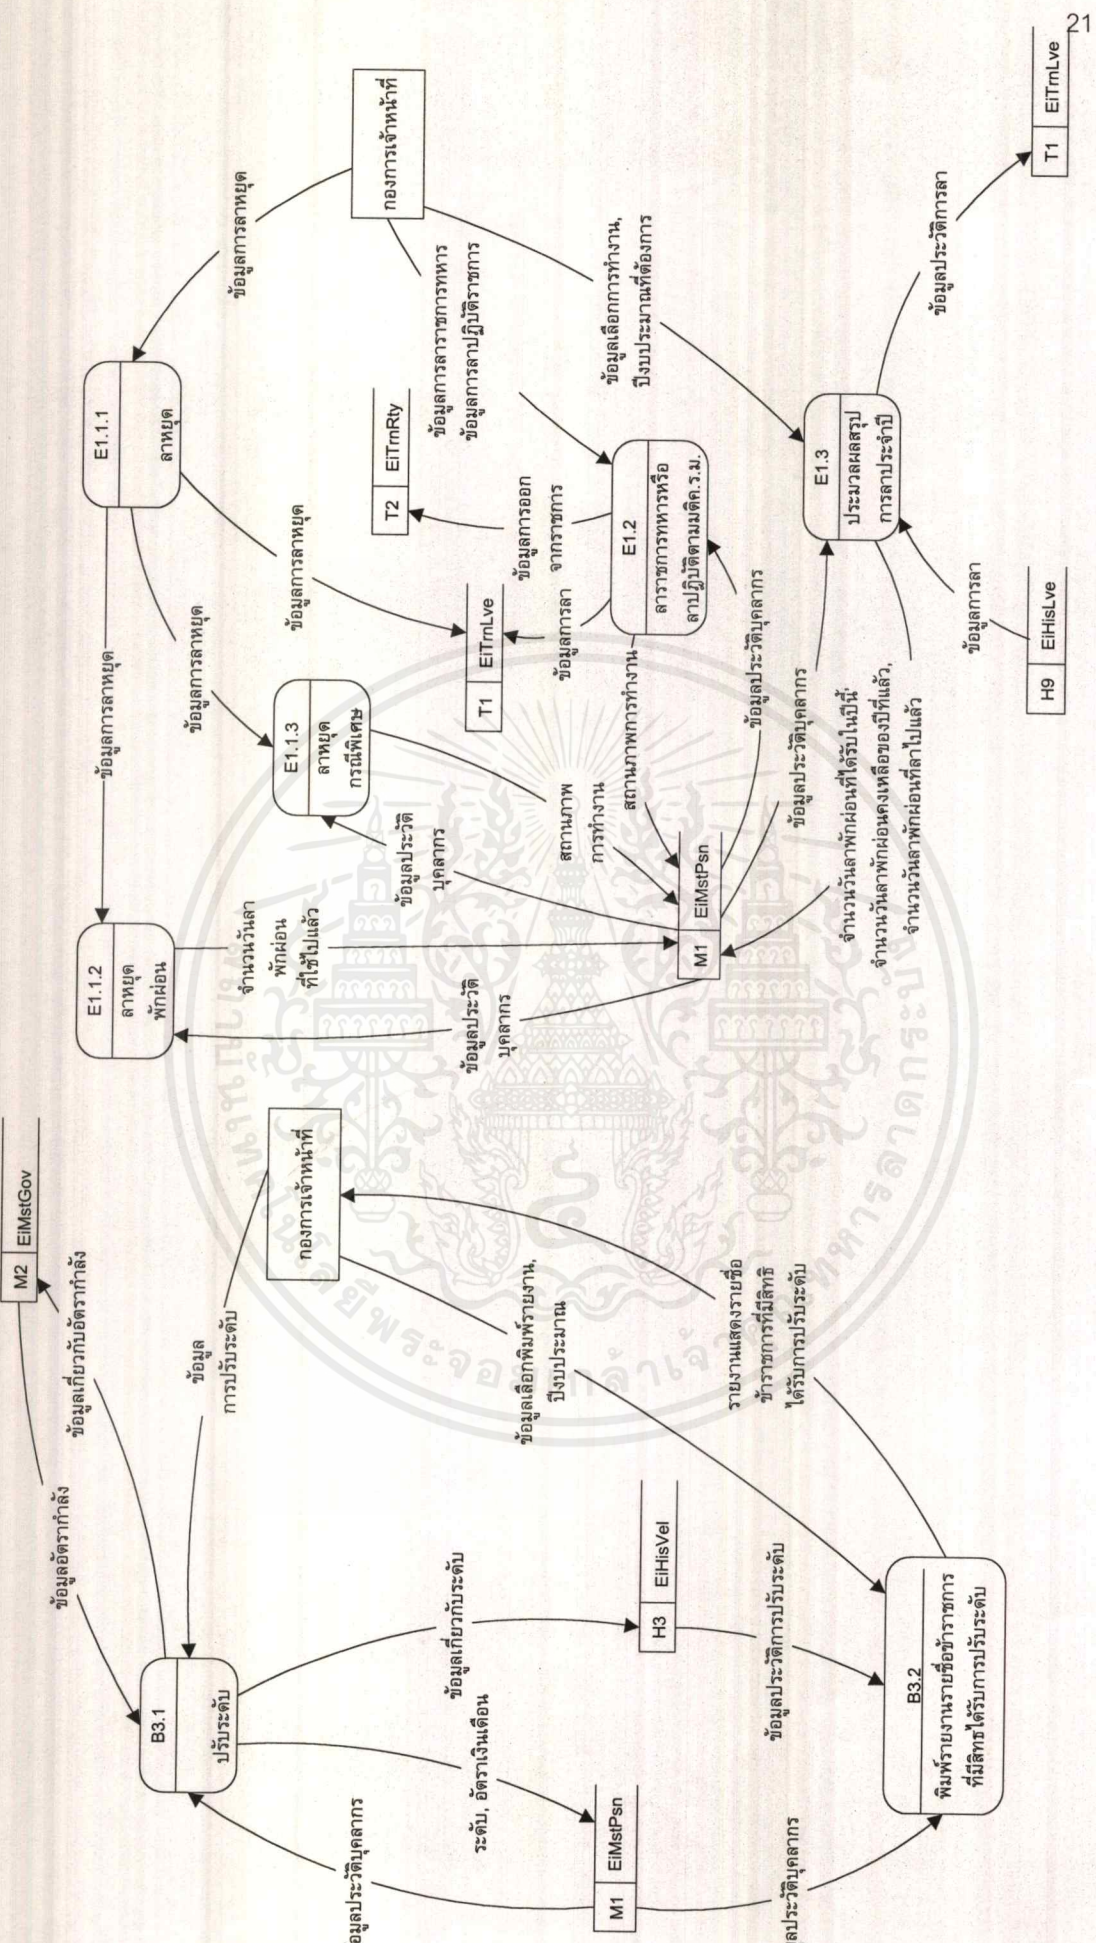 21
M2 EiMstGov
ข้อมูลอัตรากำลัง
ข้อมูลเกี่ยวกับอัตรากำลัง
B3.1
ปรับระดับ
ข้อมูล
การปรับระดับ
กองการเจ้าหน้าที่
ข้อมูลเลือกพิมพ์รายงาน,
ปีงบประมาณ
รายงานแสดงรายชื่อ
ข้าราชการที่มีสิทธิ
ได้รับการปรับระดับ
ข้อมูลเกี่ยวกับระดับ
ระดับ, อัตราเงินเดือน
H3 EiHisVel
ข้อมูลประวัติการปรับระดับ
M1 EiMstPsn
ประวัติบุคลากร
ประวัติบุคลากร
B3.2
พิมพ์รายงานรายชื่อข้าราชการ
ที่มีสิทธได้รับการปรับระดับ
E1.1.1
ลาหยุด
ข้อมูลการลาหยุด
กองการเจ้าหน้าที่
ข้อมูลการลาหยุด
ข้อมูลการลาหยุด
ข้อมูลการลาหยุด
E1.1.2
ลาหยุด
พักผ่อน
จำนวนวันลา
พักผ่อน
ที่ใช้ไปแล้ว
ข้อมูลประวัติ
บุคลากร
E1.1.3
ลาหยุด
กรณีพิเศษ
ข้อมูลประวัติ
บุคลากร
สถานภาพ
การทำงาน
T1 EiTrnLve
T2 EiTrnRty
ข้อมูลการลาราชการทหาร
ข้อมูลการลาปฏิบัติราชการ
ข้อมูลการออก
จากราชการ
ข้อมูลการลา
E1.2
ลาราชการทหารหรือ
ลาปฏิบัติตามมติค.ร.ม.
สถานภาพการทำงาน
M1 EiMstPsn
ข้อมูลประวัติบุคลากร
ข้อมูลประวัติบุคลากร
ข้อมูลเลือกการทำงาน,
ปีงบประมาณที่ต้องการ
E1.3
ประมวลผลสรุป
การลาประจำปี
จำนวนวันลาพักผ่อนที่ได้รับในปีนี้,
จำนวนวันลาพักผ่อนคงเหลือของปีที่แล้ว,
จำนวนวันลาพักผ่อนที่ลาไปแล้ว
ข้อมูลการลา
H9 EiHisLve
ข้อมูลประวัติการลา
T1 EiTrnLve